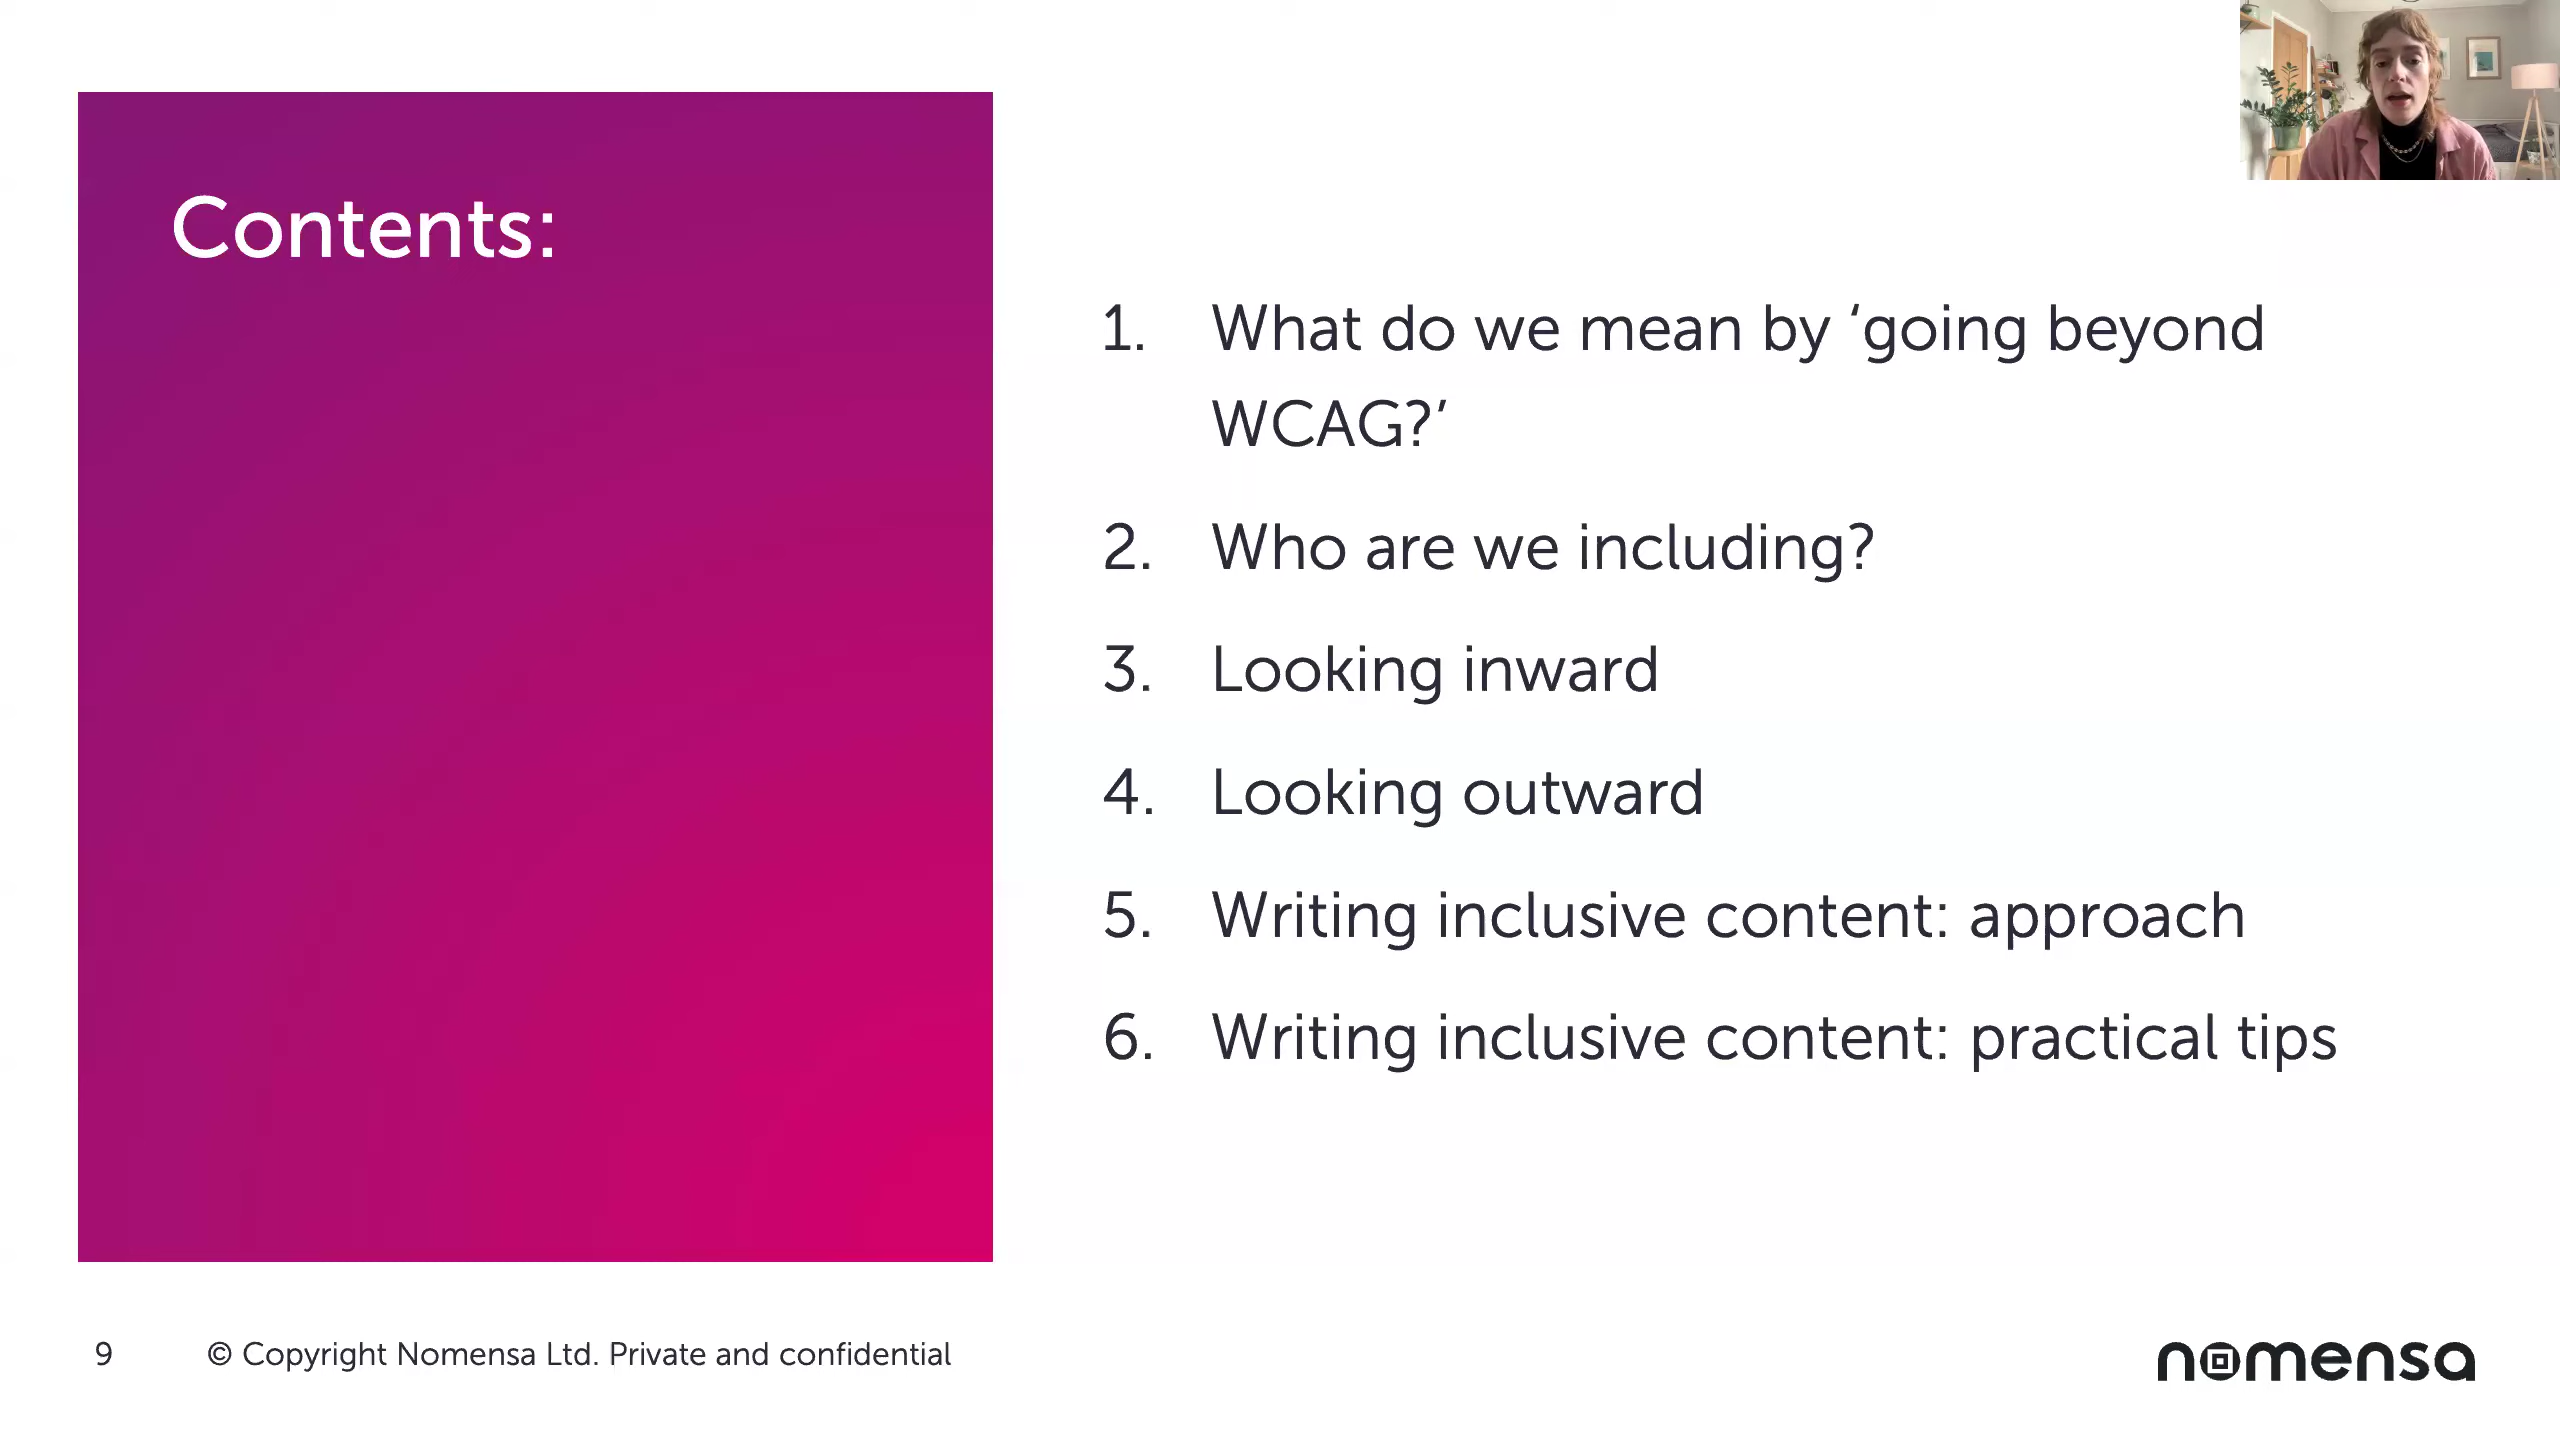 Contents:
1. What do we mean by ‘going beyond
WCAG?’
2. Who are we including?
3. Looking inward
4. Looking outward
5. Writing inclusive content: approach
6. Writing inclusive content: practical tips
9 © Copyright Nomensa Ltd. Private and confidential
nomensa